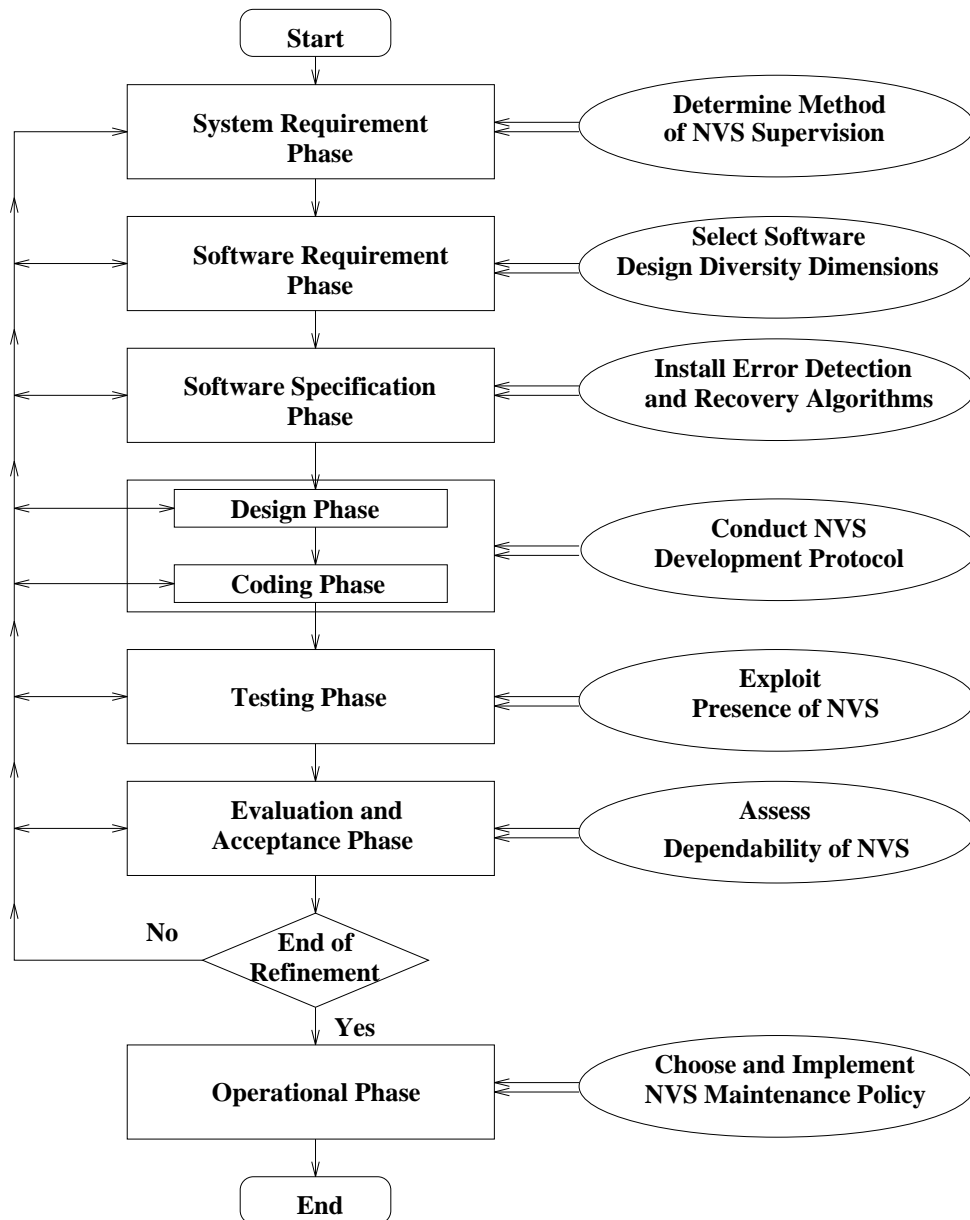 Start
System Requirement
Phase
Determine Method
of NVS Supervision
Software Requirement
Phase
Select Software
Design Diversity Dimensions
Software Specification
Phase
Install Error Detection
and Recovery Algorithms
Design Phase
Coding Phase
Conduct NVS
Development Protocol
Testing Phase
Exploit
Presence of NVS
Evaluation and
Acceptance Phase
Assess
Dependability of NVS
No
End of
Refinement
Yes
Operational Phase
Choose and Implement
NVS Maintenance Policy
End